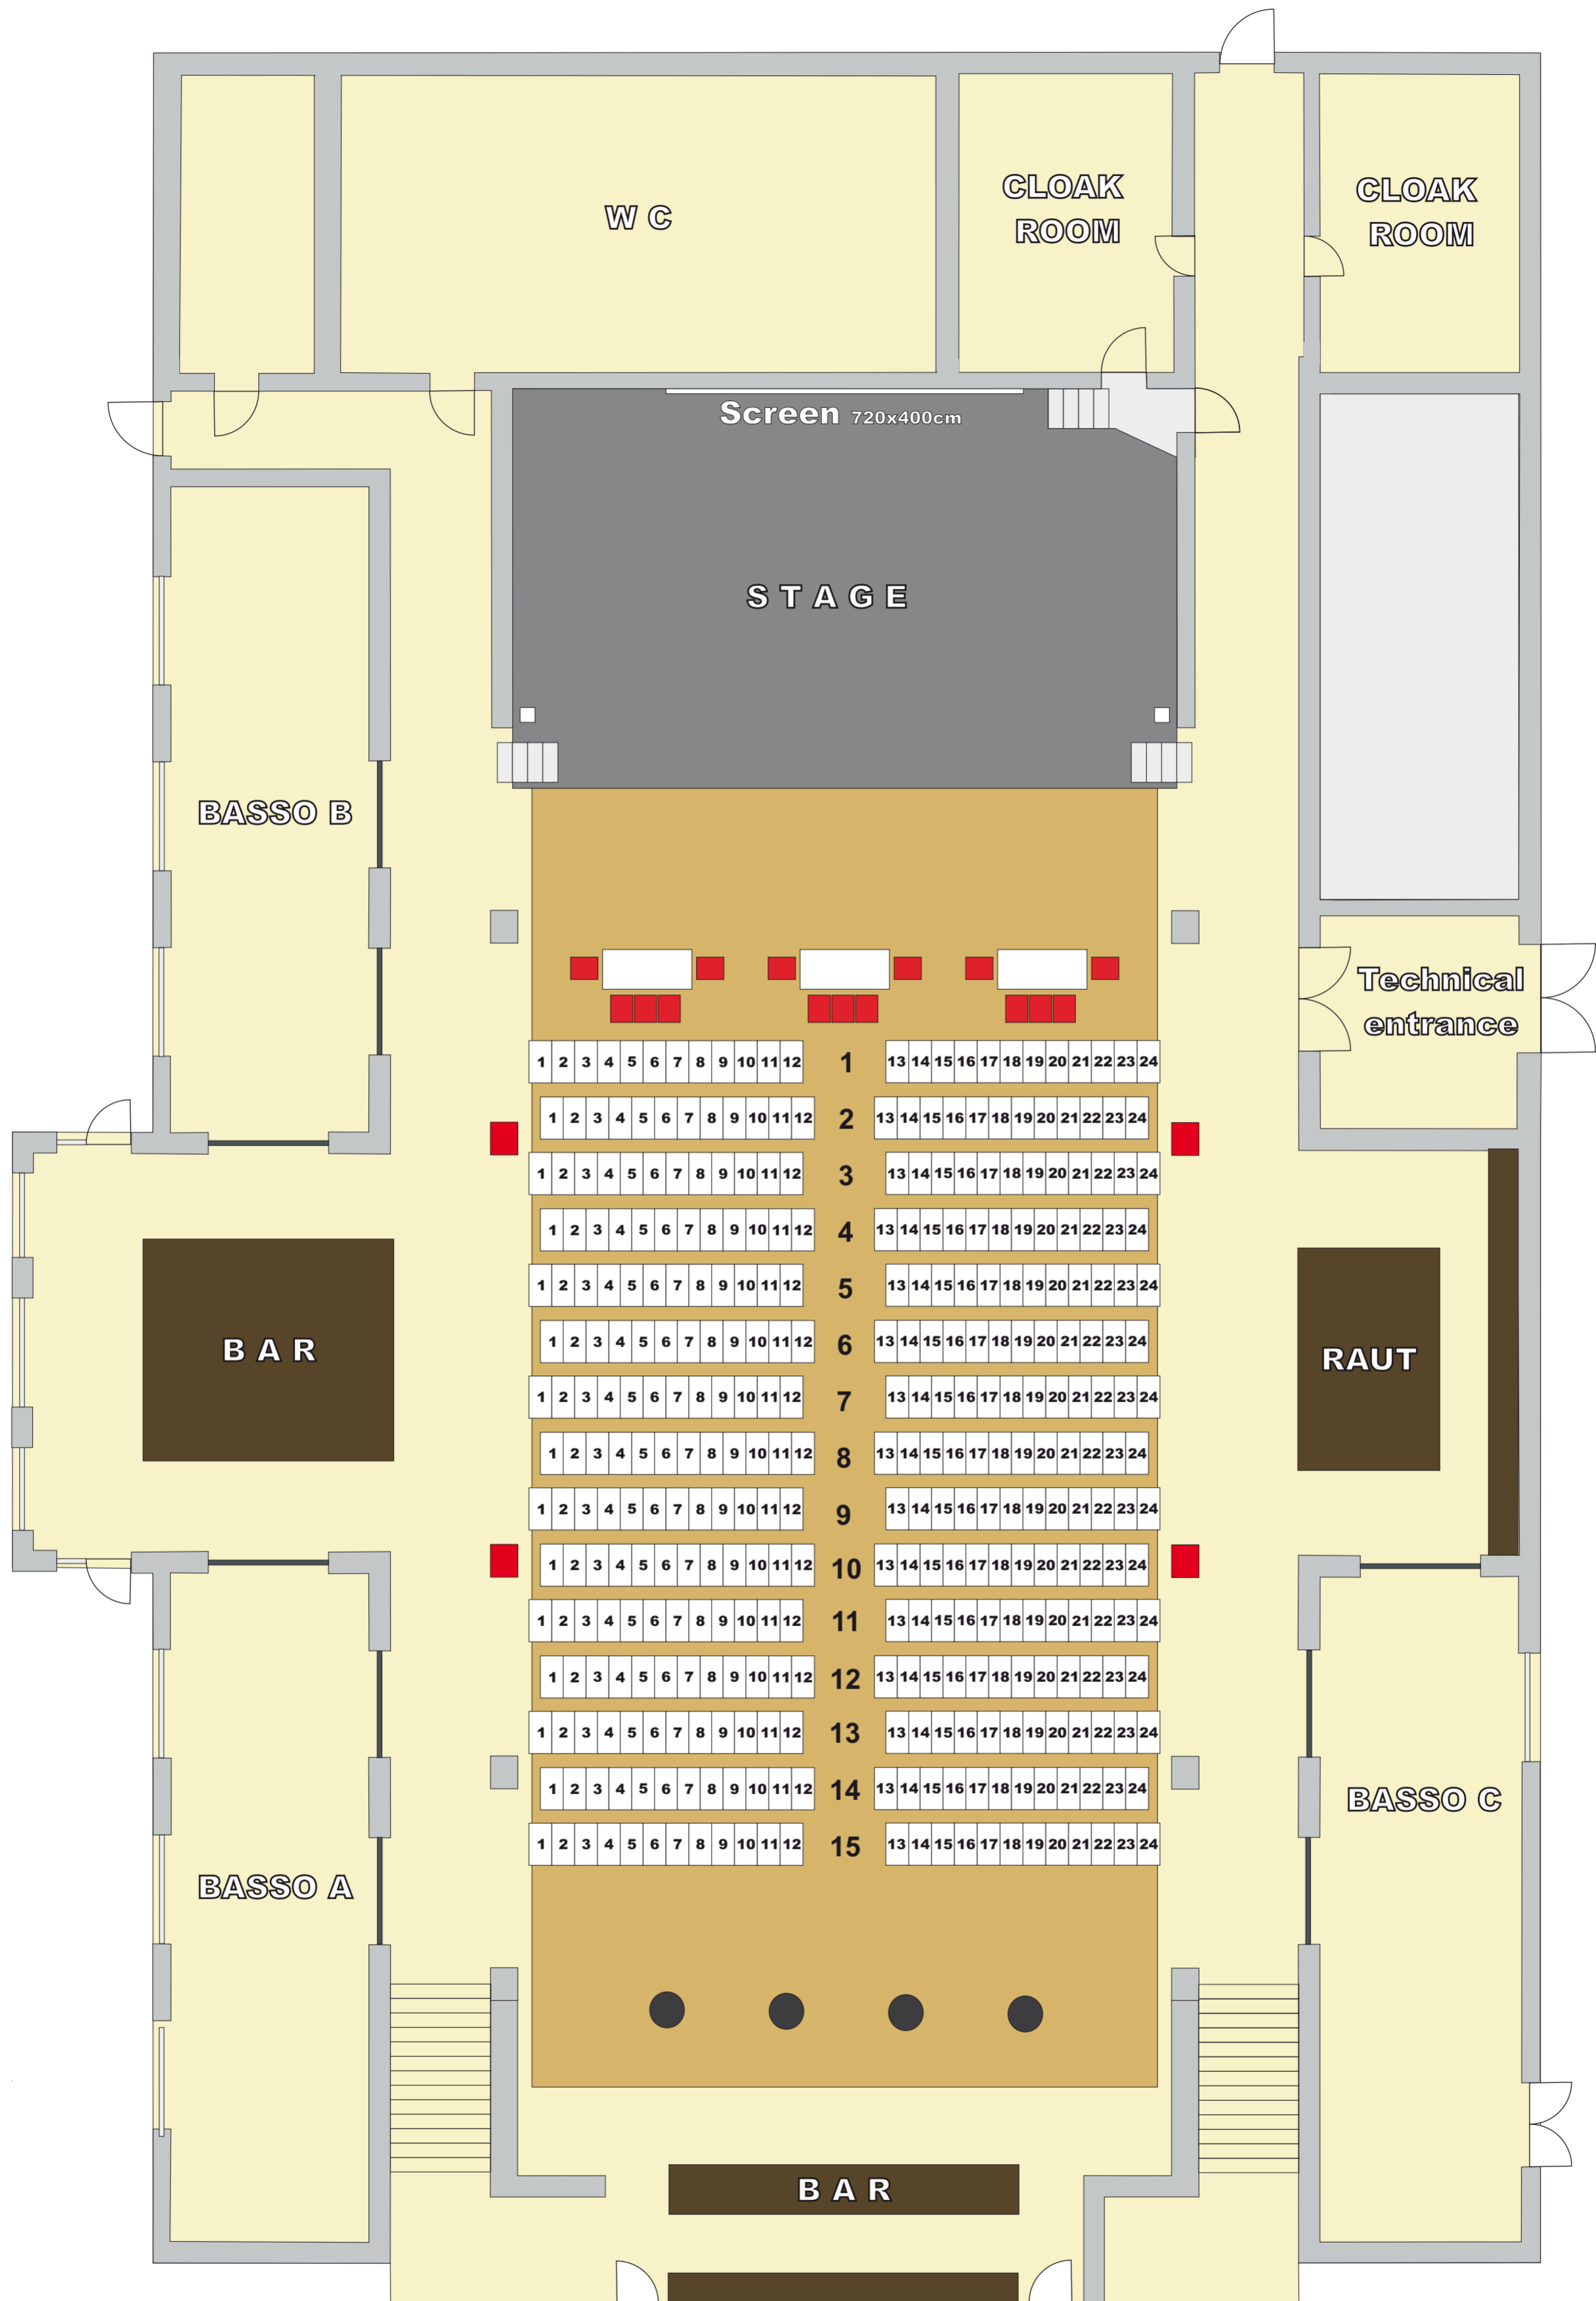 CLOAK
ROOM
CLOAK
ROOM
W C
Screen 720x400cm
S T A G E
BASSO B
Technical
entrance
1 2 3 4 5 6 7 8 9 10 11 12 1 13 14 15 16 17 18 19 20 21 22 23 24
1 2 3 4 5 6 7 8 9 10 11 12 2 13 14 15 16 17 18 19 20 21 22 23 24
1 2 3 4 5 6 7 8 9 10 11 12 3 13 14 15 16 17 18 19 20 21 22 23 24
1 2 3 4 5 6 7 8 9 10 11 12 4 13 14 15 16 17 18 19 20 21 22 23 24
1 2 3 4 5 6 7 8 9 10 11 12 5 13 14 15 16 17 18 19 20 21 22 23 24
1 2 3 4 5 6 7 8 9 10 11 12 6 13 14 15 16 17 18 19 20 21 22 23 24
B A R
RAUT
1 2 3 4 5 6 7 8 9 10 11 12 7 13 14 15 16 17 18 19 20 21 22 23 24
1 2 3 4 5 6 7 8 9 10 11 12 8 13 14 15 16 17 18 19 20 21 22 23 24
1 2 3 4 5 6 7 8 9 10 11 12 9 13 14 15 16 17 18 19 20 21 22 23 24
1 2 3 4 5 6 7 8 9 10 11 12 10 13 14 15 16 17 18 19 20 21 22 23 24
1 2 3 4 5 6 7 8 9 10 11 12 11 13 14 15 16 17 18 19 20 21 22 23 24
1 2 3 4 5 6 7 8 9 10 11 12 12 13 14 15 16 17 18 19 20 21 22 23 24
1 2 3 4 5 6 7 8 9 10 11 12 13 13 14 15 16 17 18 19 20 21 22 23 24
1 2 3 4 5 6 7 8 9 10 11 12 14 13 14 15 16 17 18 19 20 21 22 23 24
1 2 3 4 5 6 7 8 9 10 11 12 15 13 14 15 16 17 18 19 20 21 22 23 24
BASSO C
BASSO A
B A R